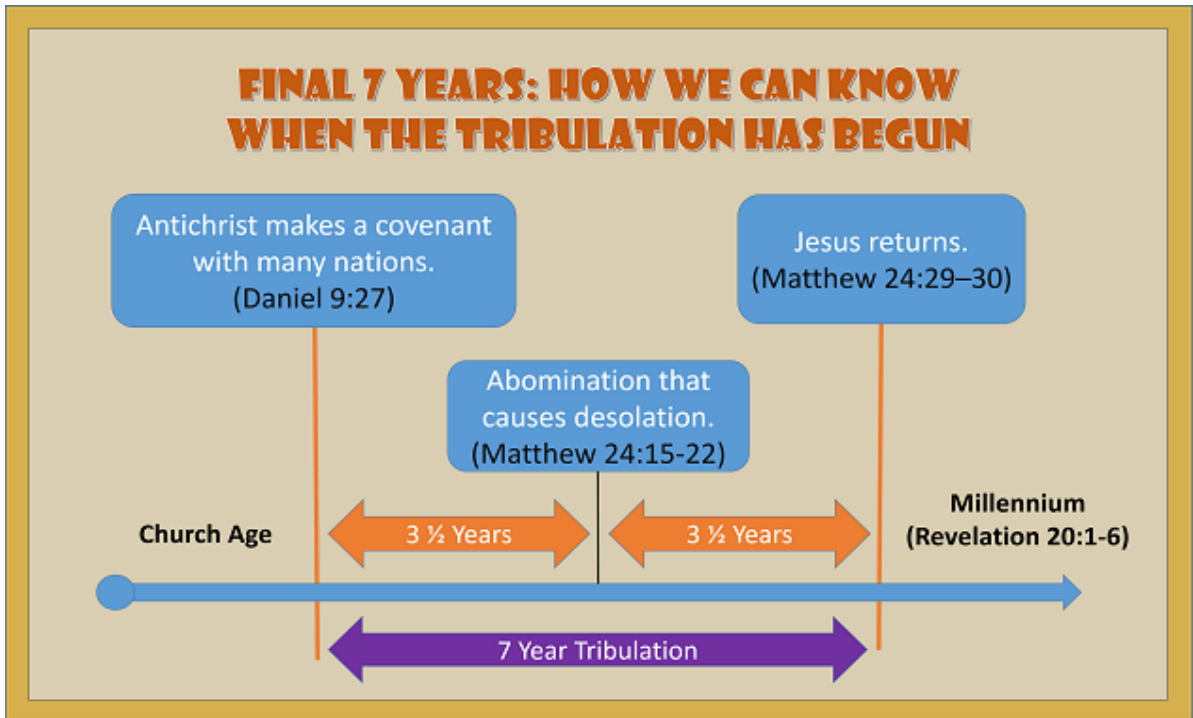 FINAL 7 YEARS: HOW WE CAN KNOW
WHEN THE TRIBULATION HAS BEGUN
Antichrist makes a covenant
with many nations.
(Daniel 9:27)
Jesus returns.
(Matthew 24:29–30)
Abomination that
causes desolation.
(Matthew 24:15-22)
Church Age
3 ½ Years
3 ½ Years
Millennium
(Revelation 20:1-6)
7 Year Tribulation